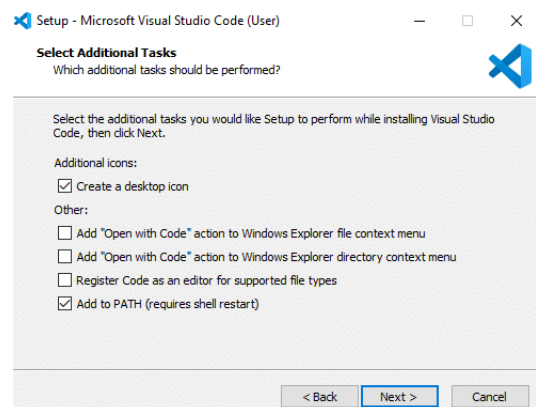 Setup - Microsoft Visual Studio Code (User)
Select Additional Tasks
Which additional tasks should be performed?
Select the additional tasks you would like Setup to perform while installing Visual Studio
Code, then click Next.
Additional icons:
Create a desktop icon
Other:
Add "Open with Code" action to Windows Explorer file context menu
Add "Open with Code" action to Windows Explorer directory context menu
Register Code as an editor for supported file types
Add to PATH (requires shell restart)
< Back Next > Cancel